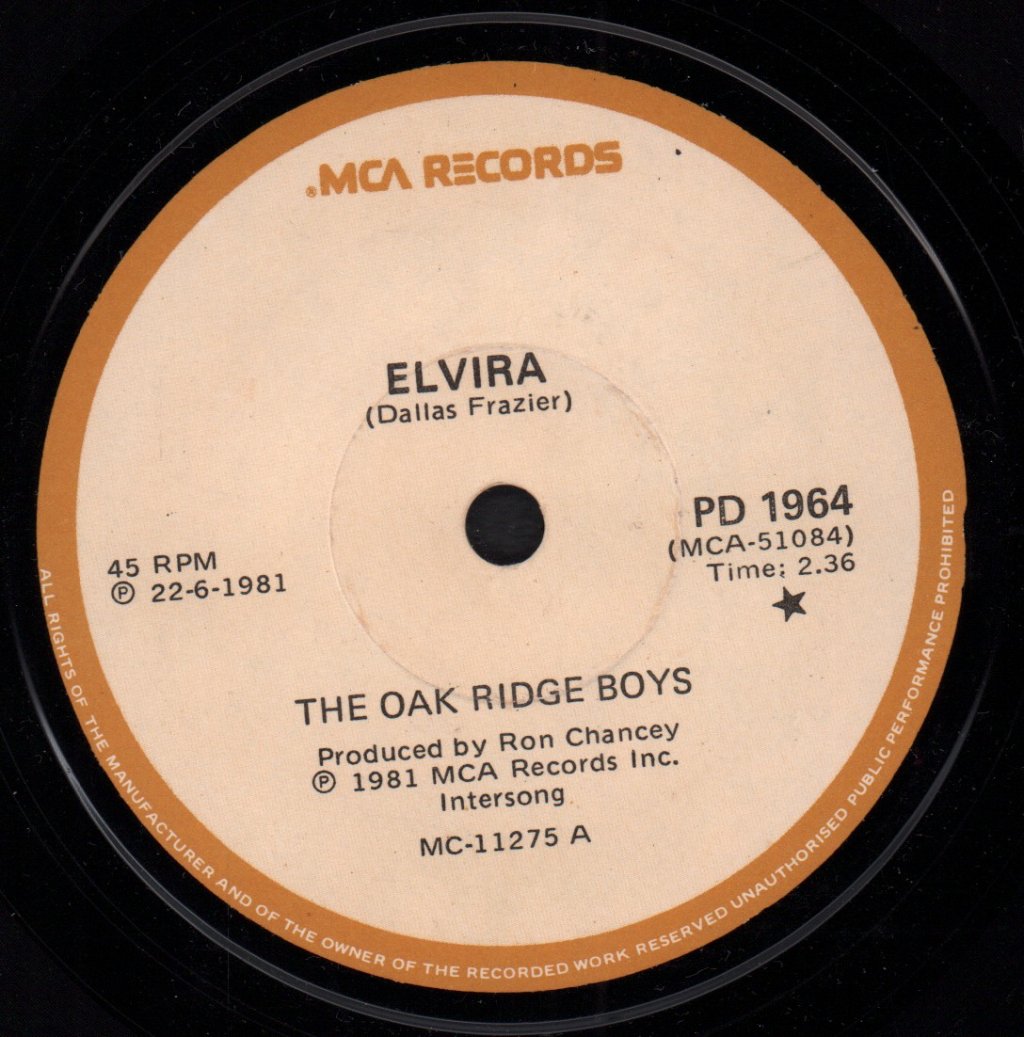 ®MCA RECORDS
ELVIRA
(Dallas Frazier)
PD 1964
(MCA-51084)
Time: 2.36
45 RPM
℗ 22-6-1981
THE OAK RIDGE BOYS
Produced by Ron Chancey
℗ 1981 MCA Records Inc.
Intersong
MC-11275 A
ALL RIGHTS OF THE MANUFACTURER AND OF THE OWNER OF THE RECORDED WORK RESERVED UNAUTHORISED PUBLIC PERFORMANCE PROHIBITED